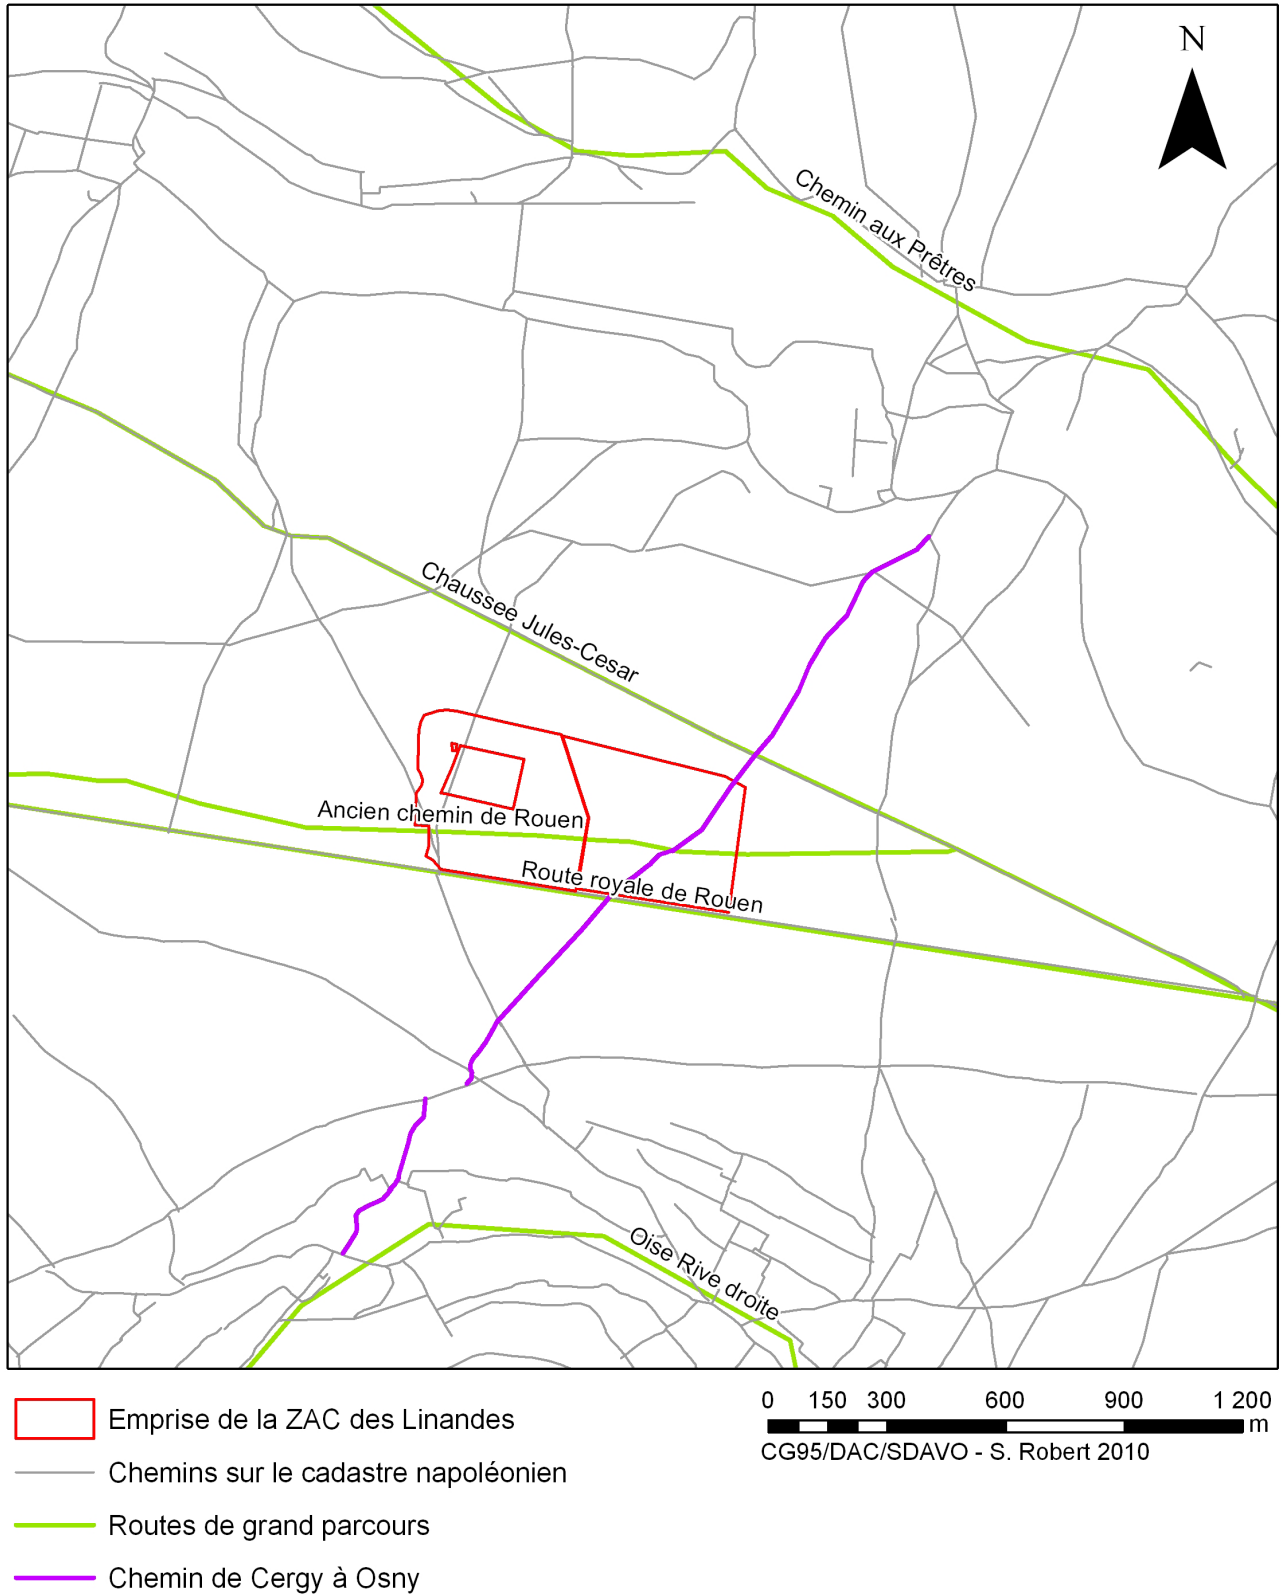 N
Chemin aux Prêtres
Chaussee Jules-Cesar
Ancien chemin de Rouen
Route royale de Rouen
Oise Rive droite
Emprise de la ZAC des Linandes
Chemins sur le cadastre napoléonien
Routes de grand parcours
Chemin de Cergy à Osny
0 150 300 600 900 1 200
m
CG95/DAC/SDAVO - S. Robert 2010